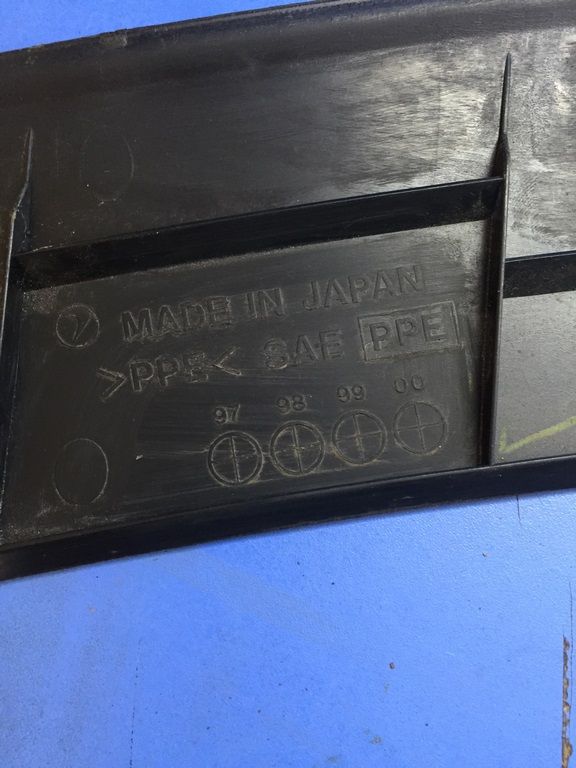 MADE IN JAPAN
>PPE< SAE PPE
97 98 99 00